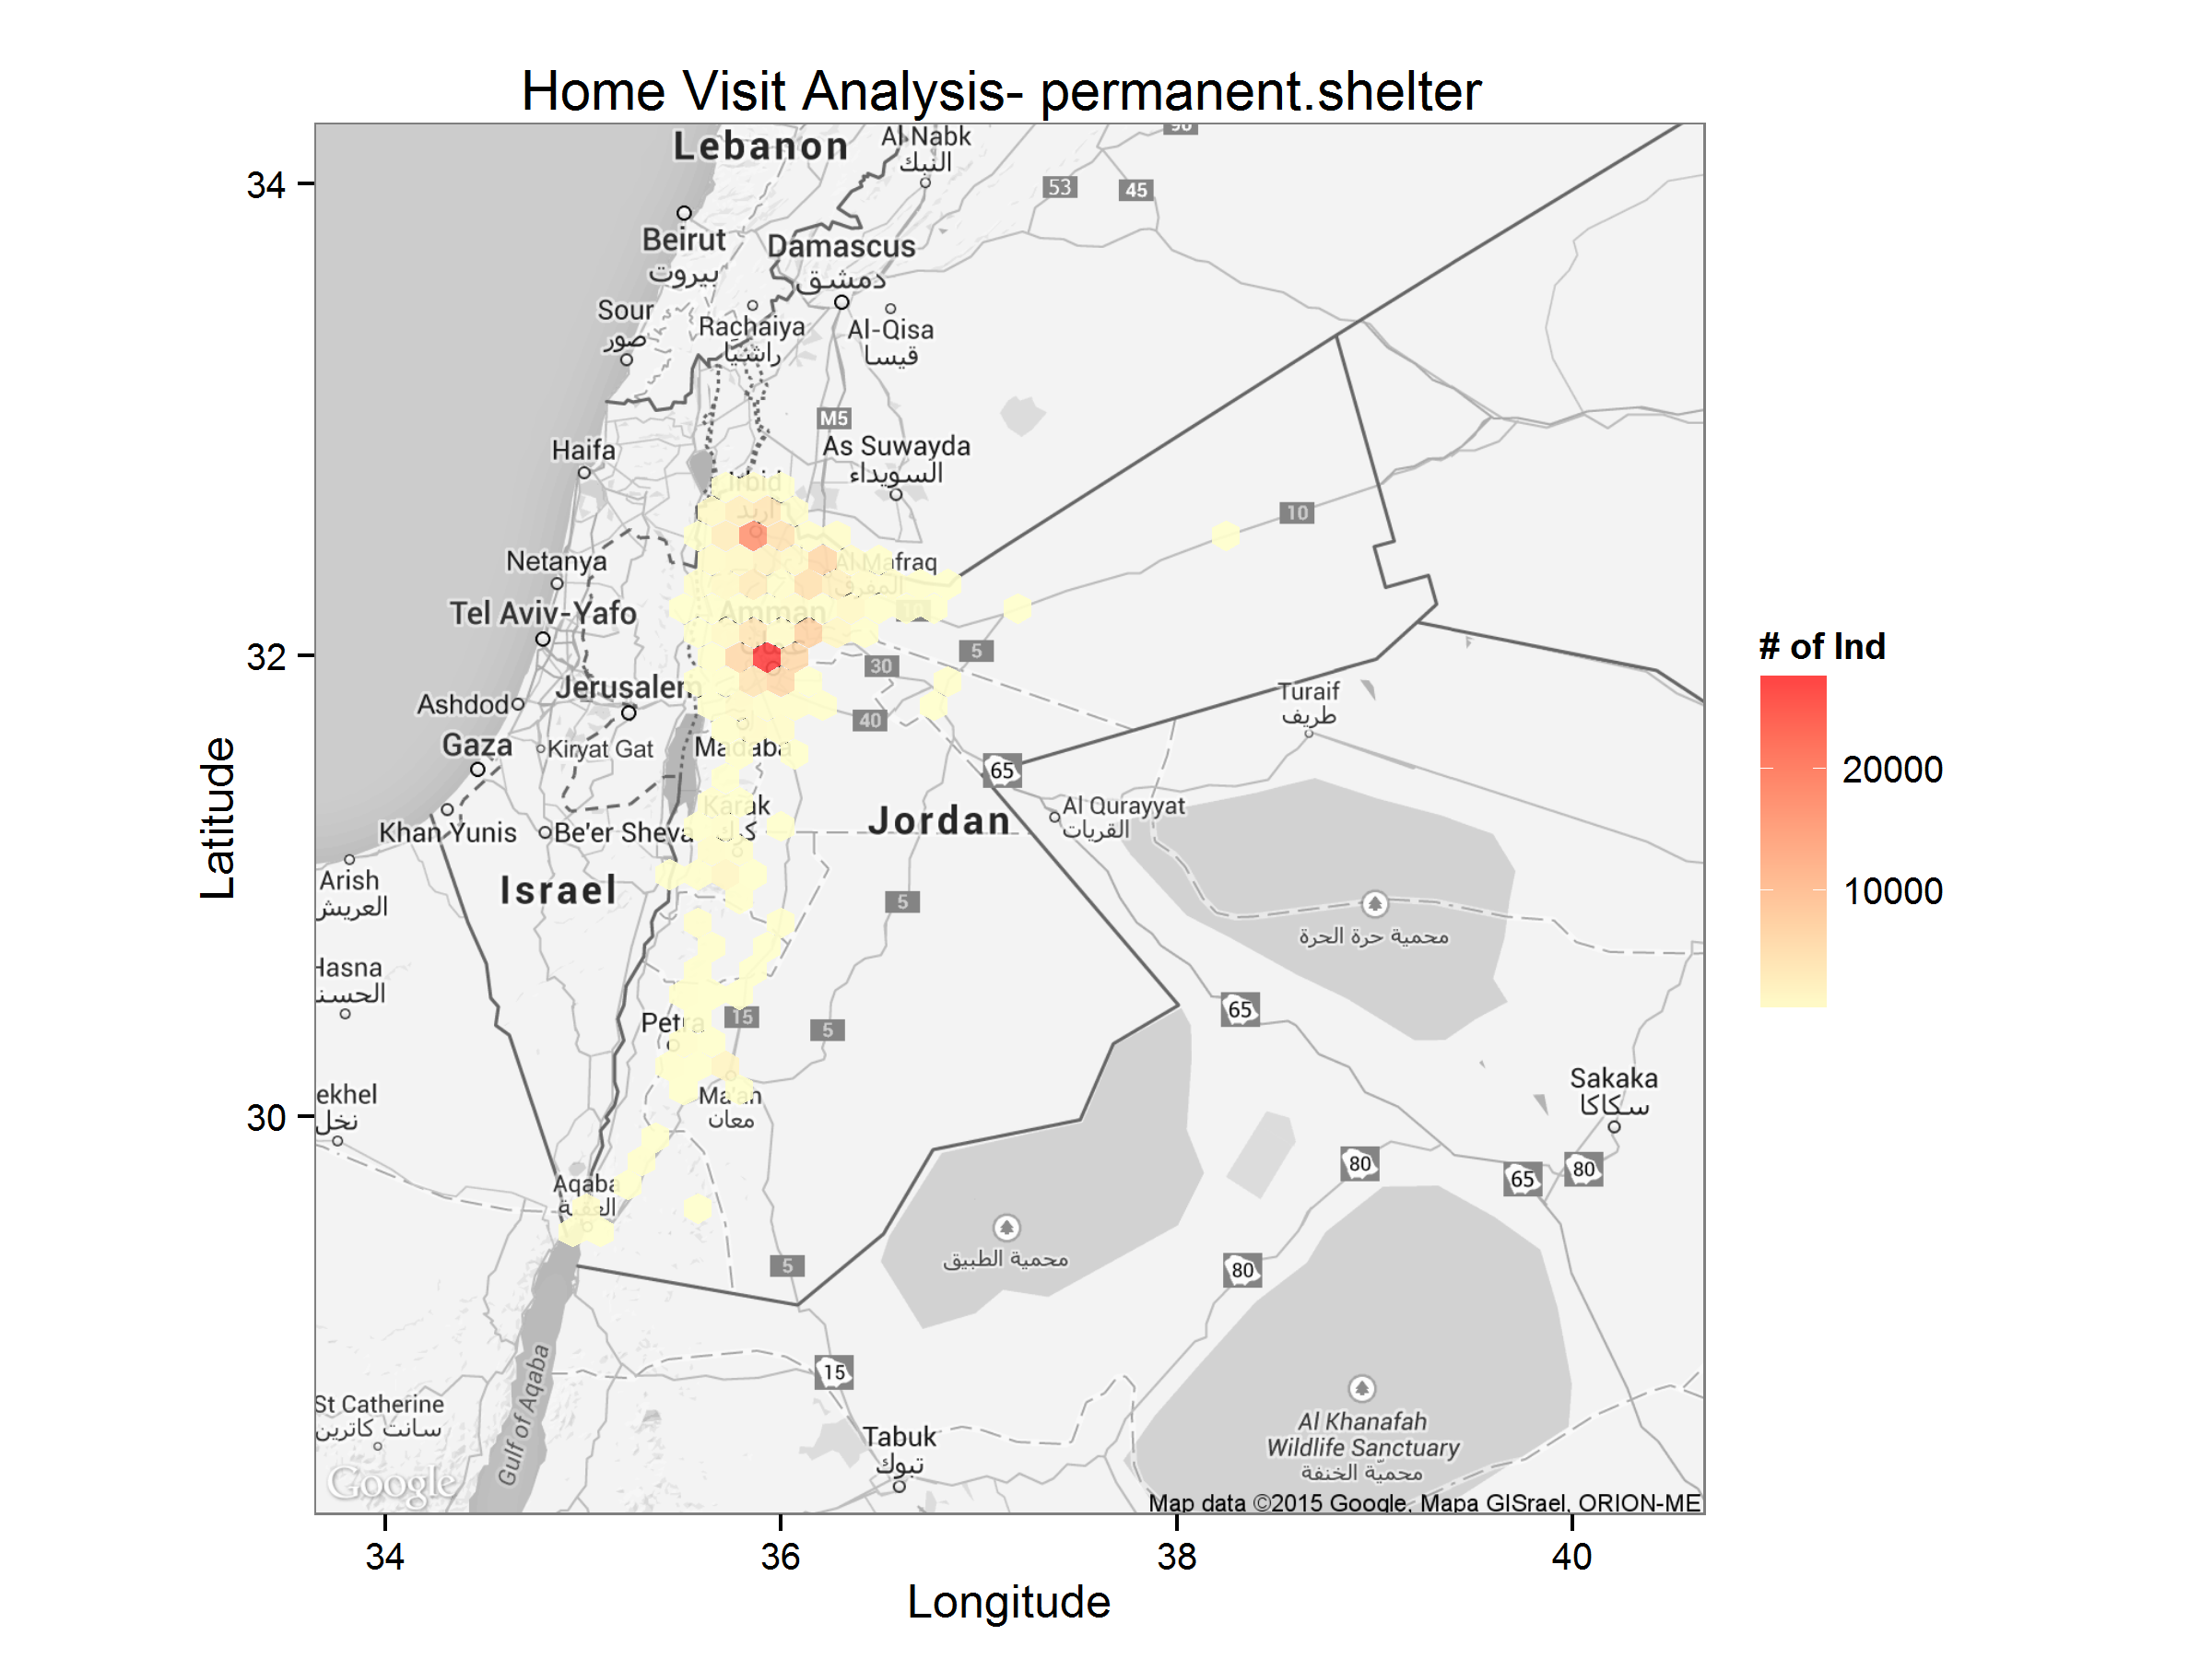 Home Visit Analysis- permanent.shelter
Lebanon
Al Nabk
النبك
53
45
Beirut
بيروت
Damascus
دمشق
Sour
صور
Rachaiya
راشيا
Al-Qisa
قيسا
M5
Haifa
As Suwayda
السويداء
Irbid
اربد
10
Netanya
Al Mafraq
المفرق
Tel Aviv-Yafo
Amman
10
5
30
Jerusalem
Ashdod
Turaif
طريف
40
Gaza
Kiryat Gat
Madaba
65
Karak
كرك
Jordan
Al Qurayyat
القريات
Khan Yunis
Be'er Sheva
Arish
العريش
Israel
5
محمية حرة الحرة
Hasna
الحسنة
65
Petra
15
5
Sakaka
سكاكا
ekhel
نخل
Ma'an
معان
80
65
80
Aqaba
العقبة
محمية الطبيق
5
80
15
Gulf of Aqaba
St Catherine
سانت كاترين
Tabuk
تبوك
Al Khanafah
Wildlife Sanctuary
محميّة الخنفة
Google
Map data ©2015 Google, Mapa GISrael, ORION-ME
34
32
30
Latitude
34
36
38
40
Longitude
# of Ind
20000
10000